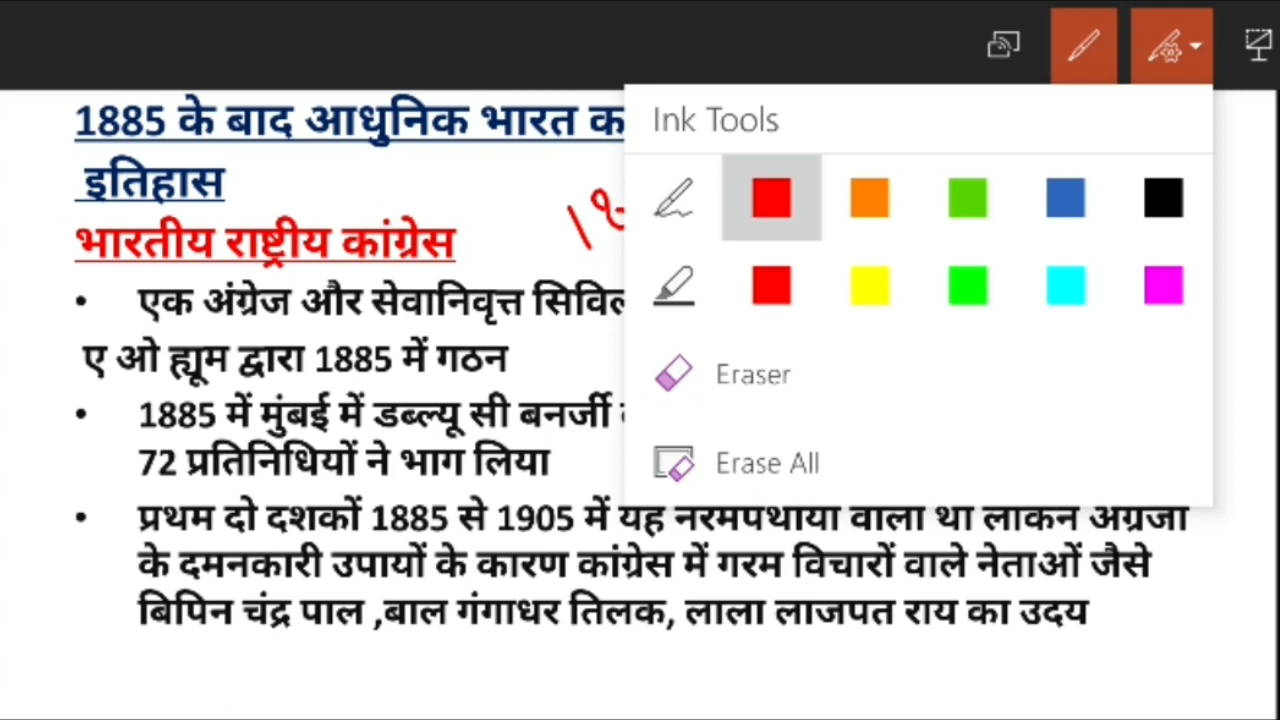 1885 के बाद आधुनिक भारत
इतिहास
भारतीय राष्ट्रीय कांग्रेस
• एक अंग्रेज और सेवानिवृत्त
ए ओ ह्यूम द्वारा 1885 में गठन
• 1885 में मुंबई में डब्ल्यू सी बनर्जी
72 प्रतिनिधियों ने भाग लिया
• प्रथम दो दशकों 1885 से 1905 में यह नरमपंथीयों वाला था लेकिन अंग्रेजों
के दमनकारी उपायों के कारण कांग्रेस में गरम विचारों वाले नेताओं जैसे
बिपिन चंद्र पाल ,बाल गंगाधर तिलक, लाला लाजपत राय का उदय
Ink Tools
Eraser
Erase All